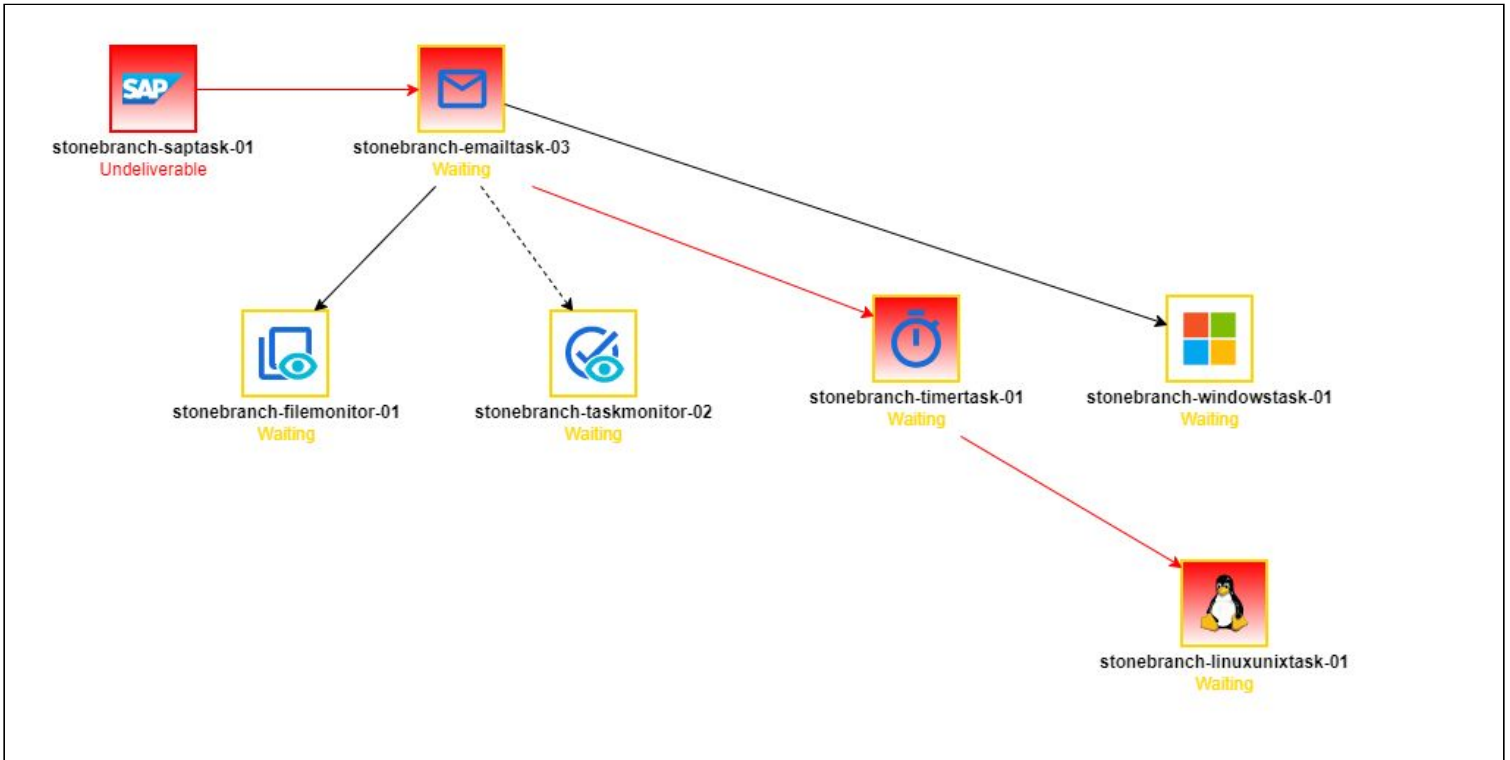 SAP
stonebranch-saptask-01
Undeliverable
stonebranch-emailtask-03
Waiting
stonebranch-filemonitor-01
Waiting
stonebranch-taskmonitor-02
Waiting
stonebranch-timertask-01
Waiting
stonebranch-windowstask-01
Waiting
stonebranch-linuxunixtask-01
Waiting